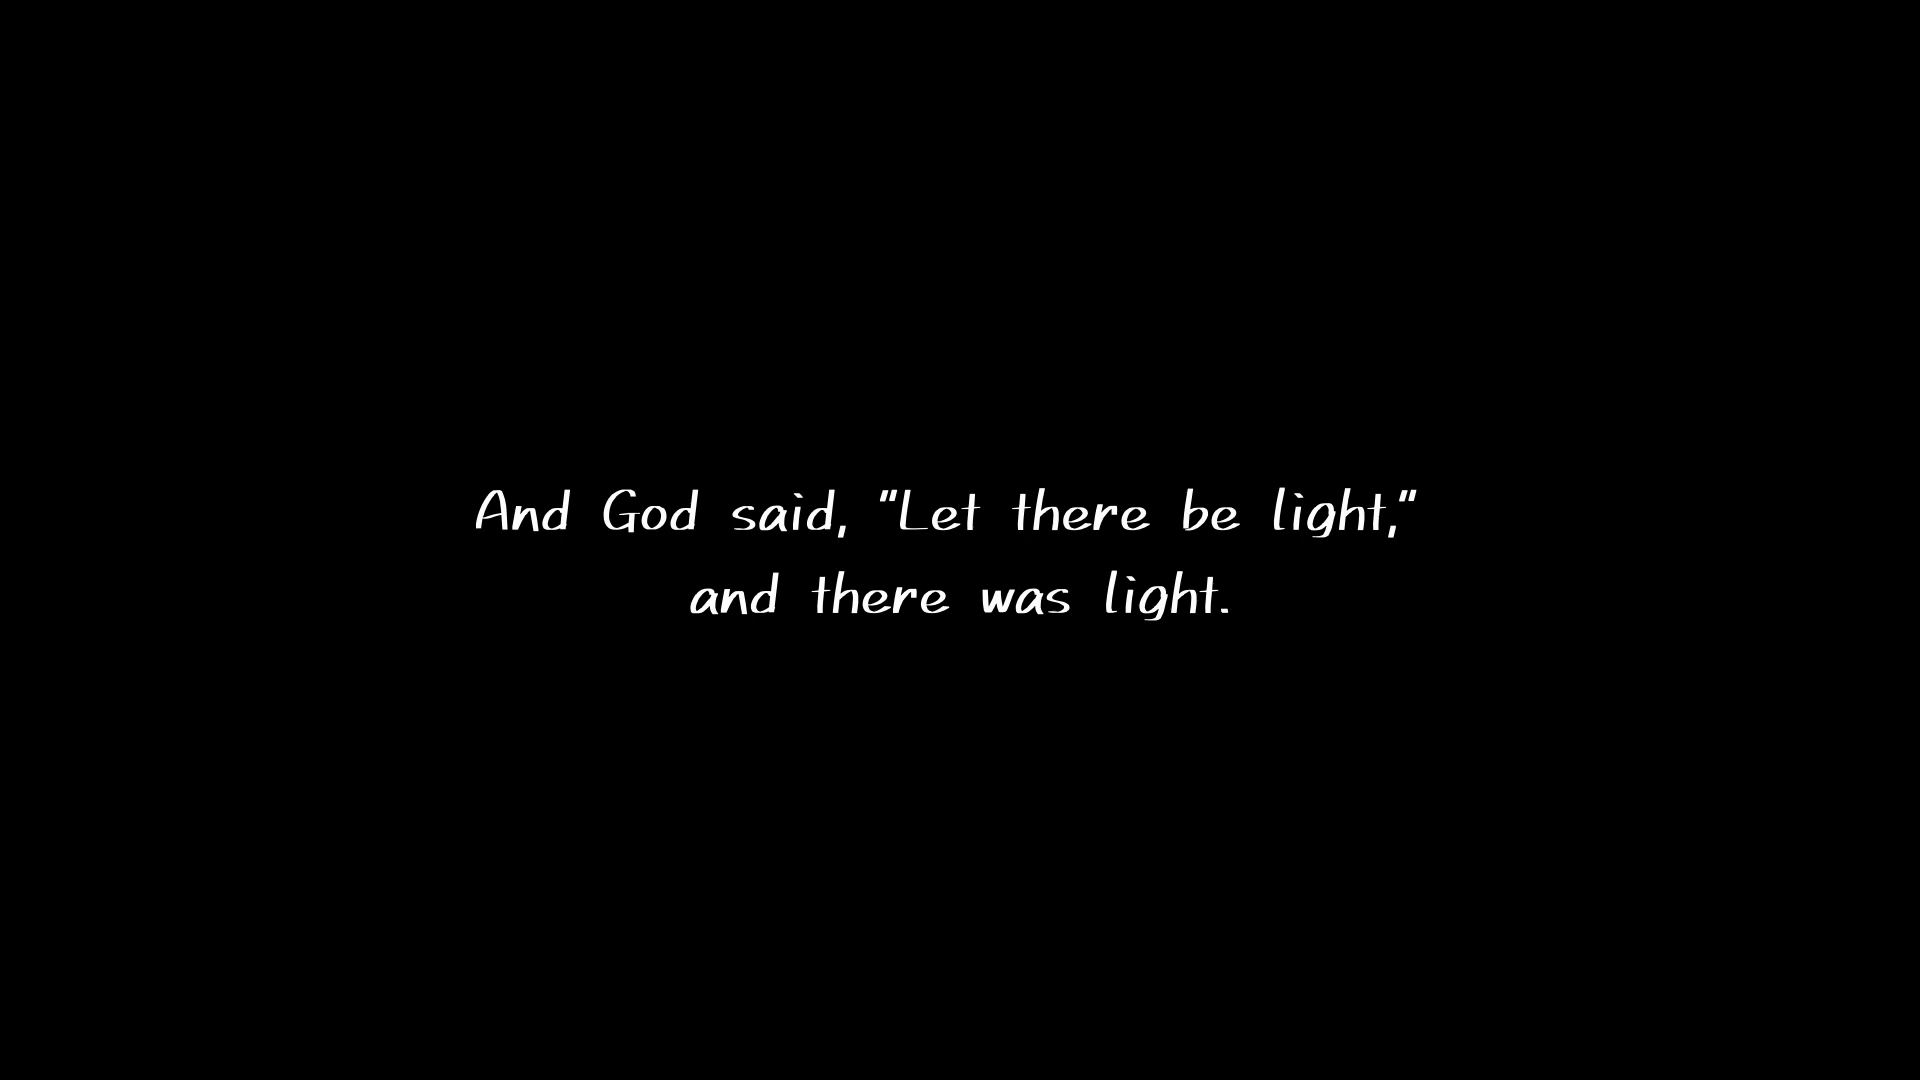 And God said, "Let there be light,"
and there was light.